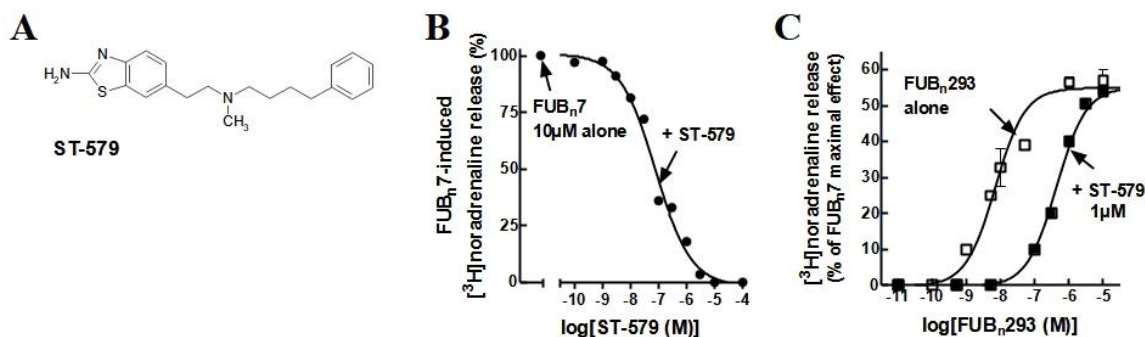 A
H₂N
N
S
N
CH₃
ST-579
B
FUBₙ7-induced
[³H]noradrenaline release (%)
100
75
50
25
0
FUBₙ7
10µM alone
+ ST-579
-10 -9 -8 -7 -6 -5 -4
log[ST-579 (M)]
C
[³H]noradrenaline release
(% of FUBₙ7 maximal effect)
60
50
40
30
20
10
0
FUBₙ293
alone
+ ST-579
1µM
-11 -10 -9 -8 -7 -6 -5
log[FUBₙ293 (M)]